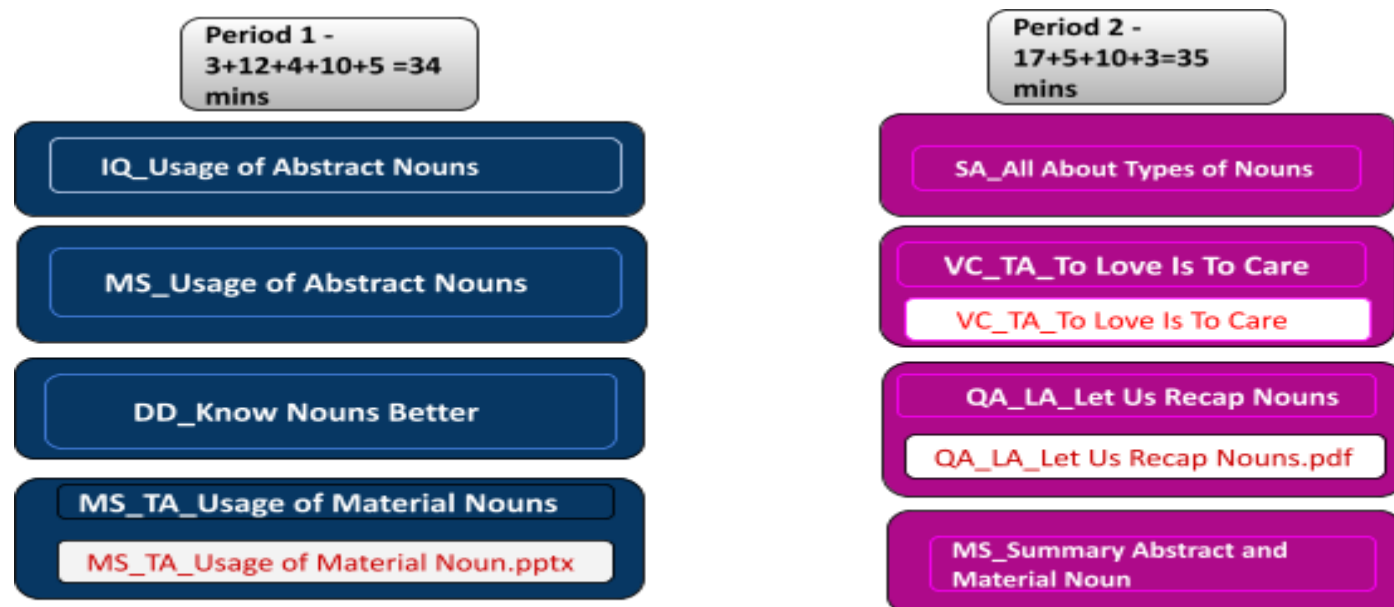 Period 1 -
3+12+4+10+5 =34
mins
IQ_Usage of Abstract Nouns
MS_Usage of Abstract Nouns
DD_Know Nouns Better
MS_TA_Usage of Material Nouns
MS_TA_Usage of Material Noun.pptx
Period 2 -
17+5+10+3=35
mins
SA_All About Types of Nouns
VC_TA_To Love Is To Care
VC_TA_To Love Is To Care
QA_LA_Let Us Recap Nouns
QA_LA_Let Us Recap Nouns.pdf
MS_Summary Abstract and
Material Noun